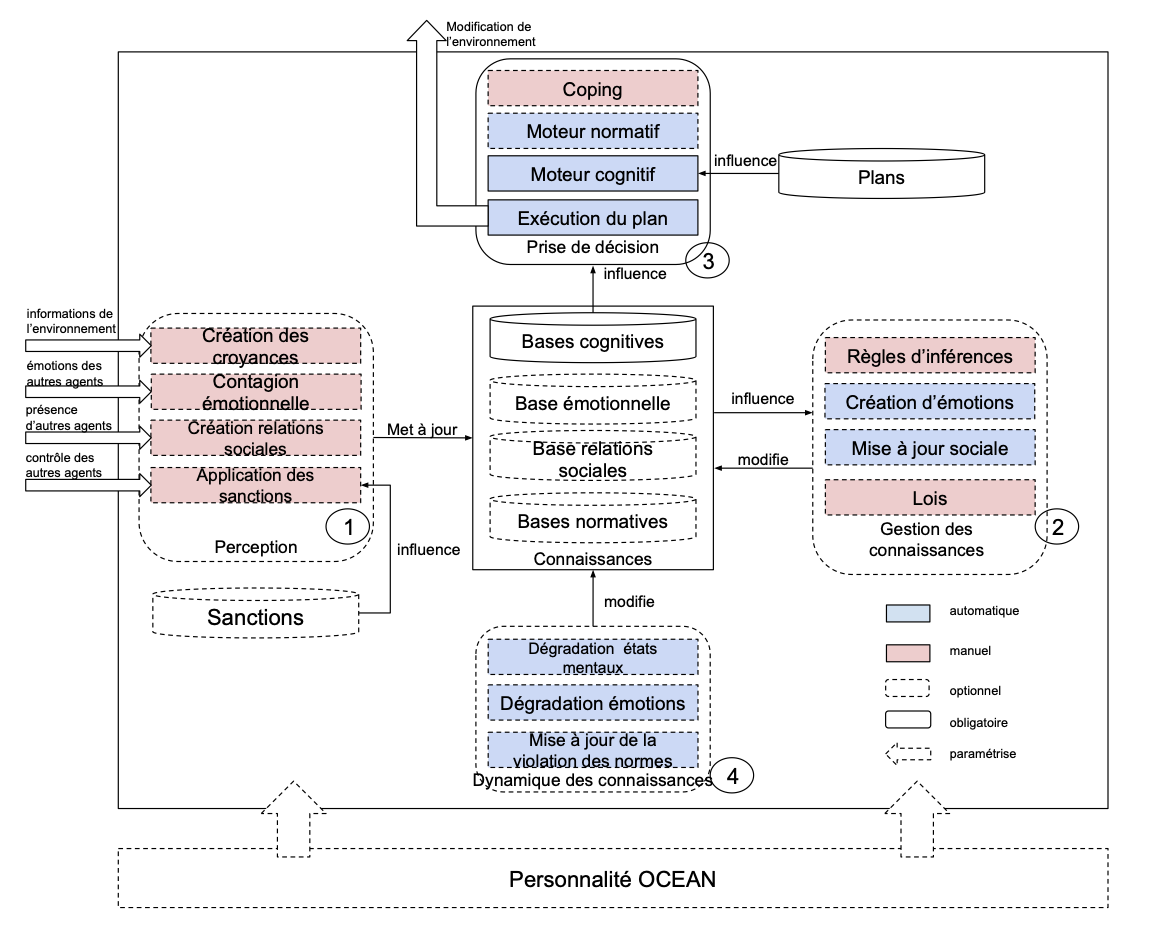 Modification de
l'environnement
Coping
Moteur normatif
Moteur cognitif
Exécution du plan
Prise de décision
3
influence
Plans
influence
informations de
l'environnement
émotions des
autres agents
présence
d'autres agents
contrôle des
autres agents
Création des
croyances
Contagion
émotionnelle
Création relations
sociales
Application des
sanctions
1
Perception
Met à jour
influence
Sanctions
Bases cognitives
Base émotionnelle
Base relations
sociales
Bases normatives
Connaissances
influence
modifie
Règles d'inférences
Création d'émotions
Mise à jour sociale
Lois
Gestion des
connaissances
2
modifie
Dégradation états
mentaux
Dégradation émotions
Mise à jour de la
violation des normes
Dynamique des connaissances
4
automatique
manuel
optionnel
obligatoire
paramétrise
Personnalité OCEAN